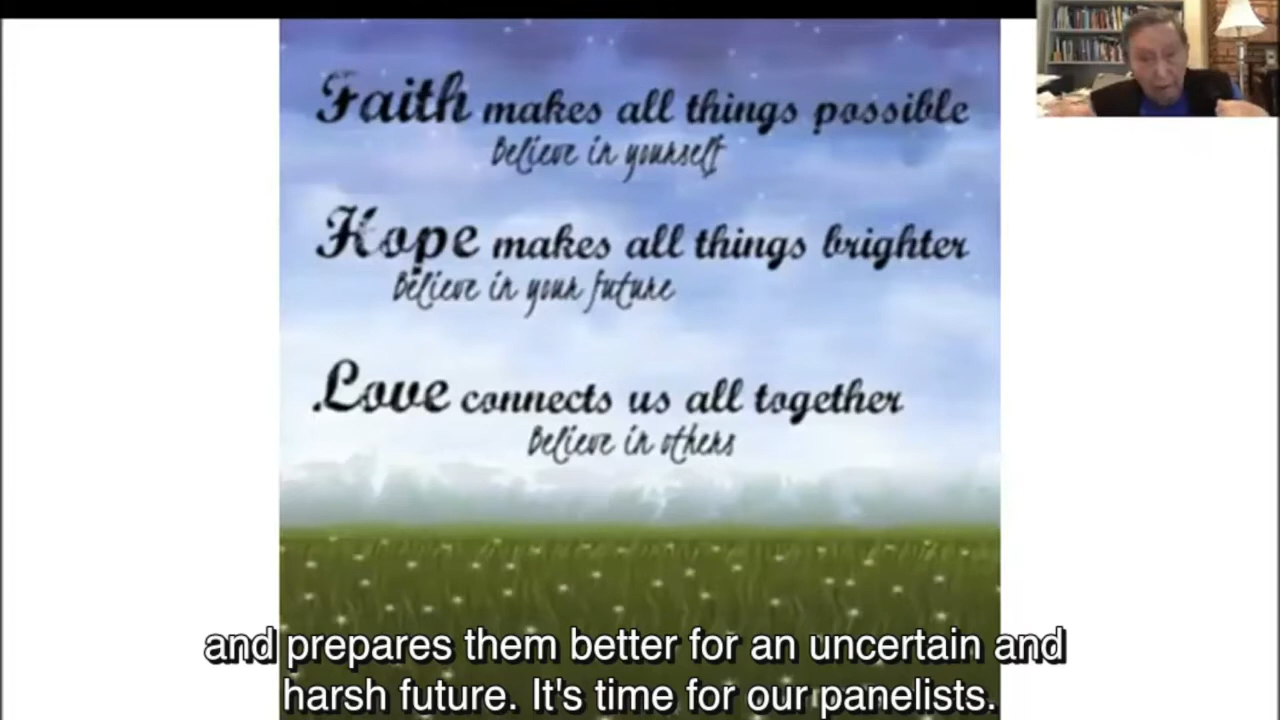 Faith makes all things possible
Believe in yourself
Hope makes all things brighter
Believe in your future
Love connects us all together
Believe in others
and prepares them better for an uncertain and
harsh future. It's time for our panelists.